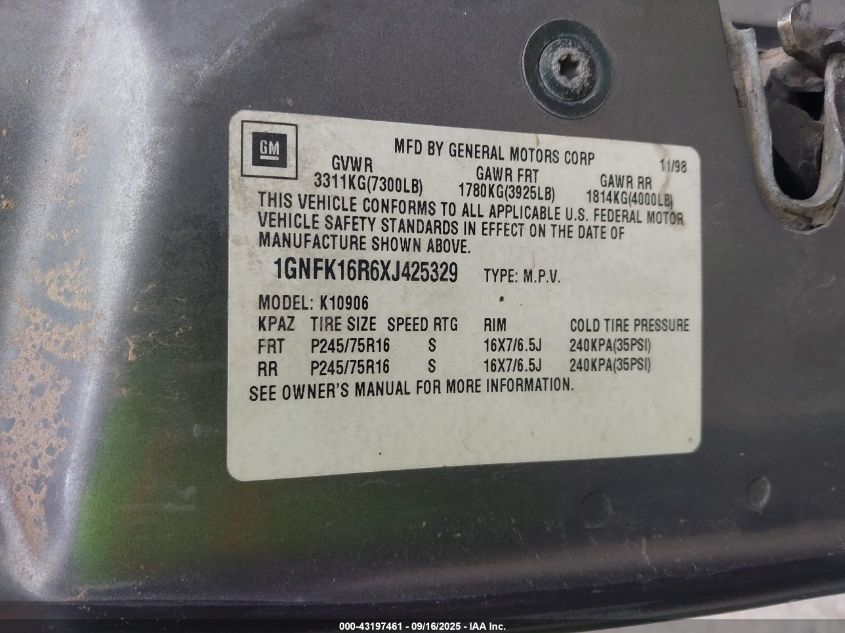 GM
MFD BY GENERAL MOTORS CORP 11/98
GVWR GAWR FRT GAWR RR
3311KG(7300LB) 1780KG(3925LB) 1814KG(4000LB)
THIS VEHICLE CONFORMS TO ALL APPLICABLE U.S. FEDERAL MOTOR
VEHICLE SAFETY STANDARDS IN EFFECT ON THE DATE OF
MANUFACTURE SHOWN ABOVE.
1GNFK16R6XJ425329 TYPE: M.P.V.
MODEL: K10906 *
KPAZ TIRE SIZE SPEED RTG RIM COLD TIRE PRESSURE
FRT P245/75R16 S 16X7/6.5J 240KPA(35PSI)
RR P245/75R16 S 16X7/6.5J 240KPA(35PSI)
SEE OWNER'S MANUAL FOR MORE INFORMATION.
000-43197461 - 09/16/2025 - IAA Inc.